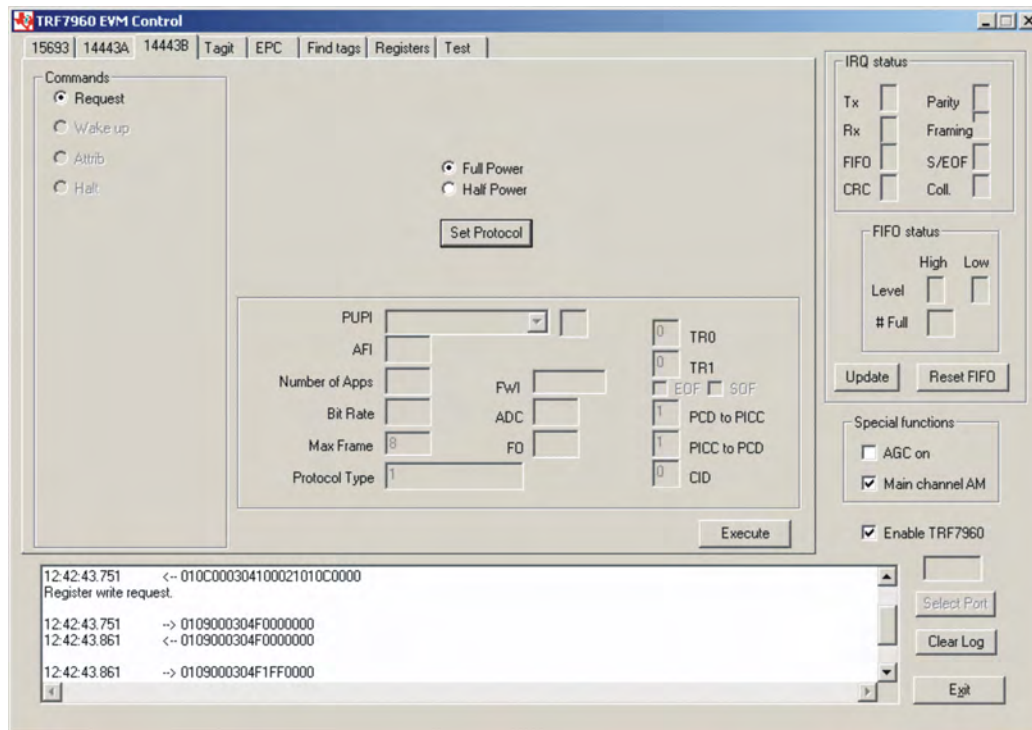 TRF7960 EVM Control
15693 14443A 14443B Tagit EPC Find tags Registers Test
Commands
Request
Wake up
Attrib
Halt
Full Power
Half Power
Set Protocol
PUPI
AFI
Number of Apps
Bit Rate
Max Frame 8
Protocol Type 1
FWI
ADC
FO
0 TR0
0 TR1
EOF SOF
1 PCD to PICC
1 PICC to PCD
0 CID
Execute
IRQ status
Tx Parity
Rx Framing
FIFO S/EOF
CRC Coll.
FIFO status
High Low
Level
# Full
Update Reset FIFO
Special functions
AGC on
Main channel AM
Enable TRF7960
Select Port
Clear Log
Exit
12:42:43.751 <-- 010C000304100021010C0000
Register write request.
12:42:43.751 --> 0109000304F0000000
12:42:43.861 <-- 0109000304F0000000
12:42:43.861 --> 0109000304F1FF0000